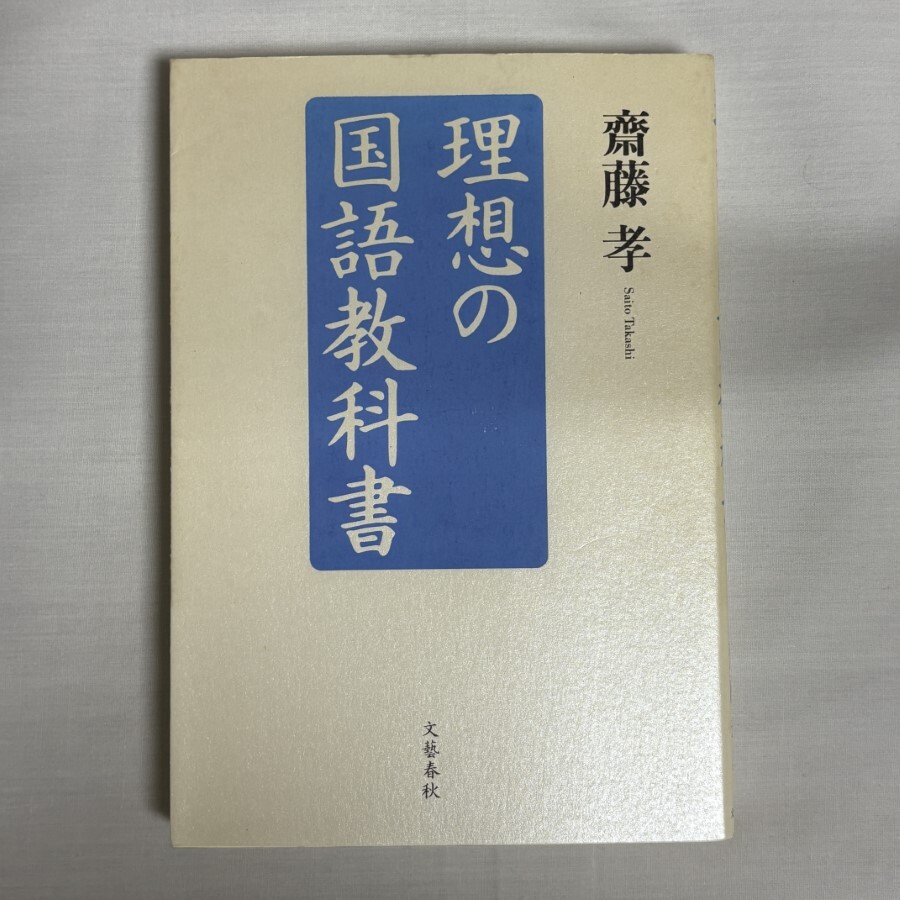 齋藤 孝
Saito Takashi
理想の
国語教科書
文藝春秋